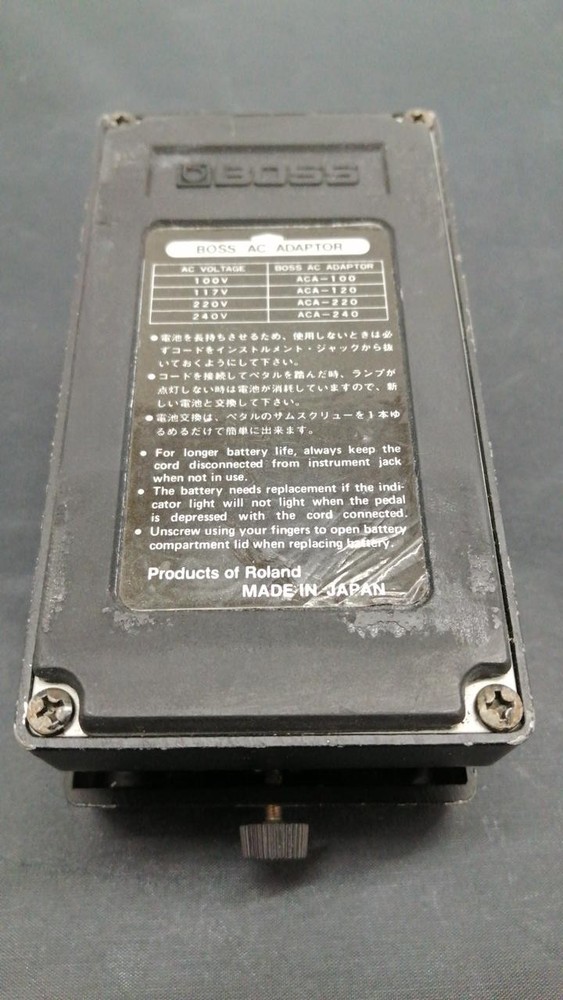 BOSS
BOSS AC ADAPTOR
AC VOLTAGE BOSS AC ADAPTOR
100V ACA-100
117V ACA-120
220V ACA-220
240V ACA-240
●電池を長持ちさせるため、使用しないときは必
ずコードをインストルメント・ジャックから抜
いておくようにして下さい。
●コードを接続してペタルを踏んだ時、ランプが
点灯しない時は電池が消耗していますので、新
しい電池と交換して下さい。
●電池交換は、ペタルのサムスクリューを1本ゆ
るめるだけで簡単に出来ます。
● For longer battery life, always keep the
cord disconnected from instrument jack
when not in use.
● The battery needs replacement if the indi-
cator light will not light when the pedal
is depressed with the cord connected.
● Unscrew using your fingers to open battery
compartment lid when replacing battery.
Products of Roland
MADE IN JAPAN